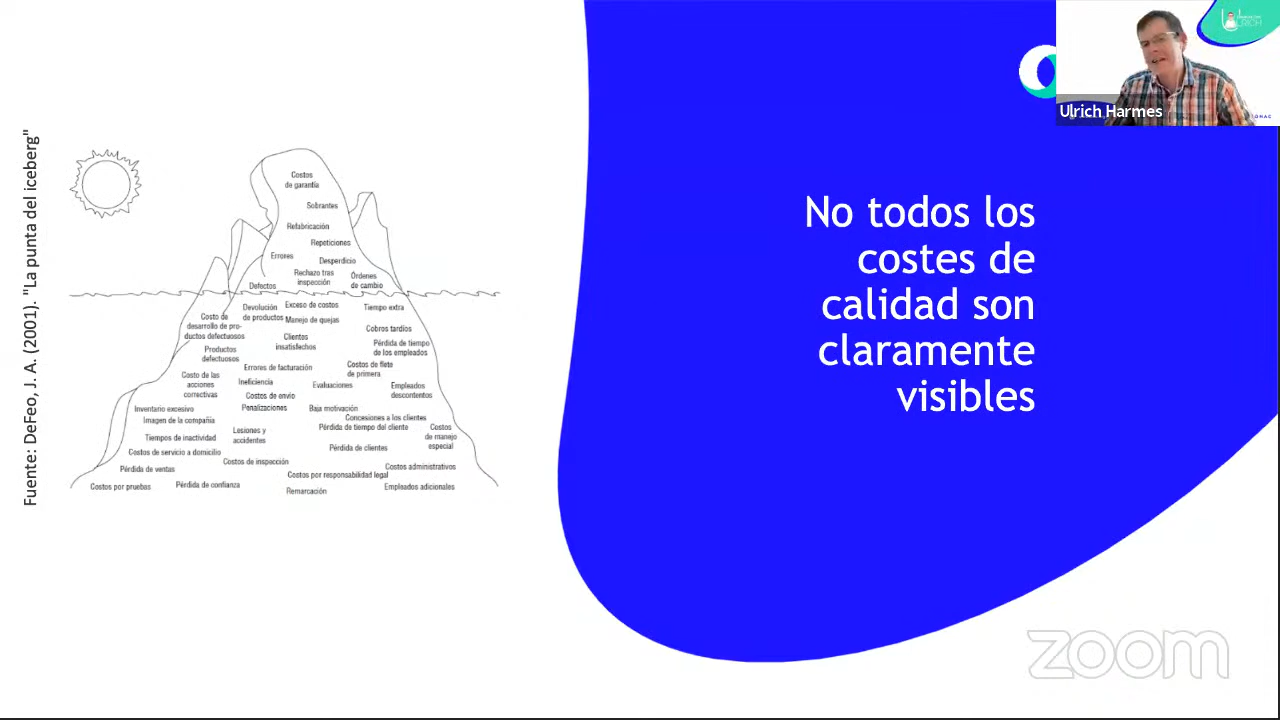 Fuente: DeFeo, J. A. (2001). "La punta del iceberg"
Costos
de garantía
Sobrantes
Refabricación
Repeticiones
Errores
Desperdicio
Rechazo tras
inspección
Órdenes
de cambio
Defectos
Devolución
de productos
Exceso de costos
Manejo de quejas
Tiempo extra
Costo de
desarrollo de pro-
ductos defectuosos
Clientes
insatisfechos
Cobros tardíos
Pérdida de tiempo
de los empleados
Productos
defectuosos
Errores de facturación
Costos de flete
de primera
Costo de las
acciones
correctivas
Ineficiencia
Evaluaciones
Empleados
descontentos
Costos de envío
Penalizaciones
Baja motivación
Inventario excesivo
Imagen de la compañía
Concesiones a los clientes
Pérdida de tiempo del cliente
Costos
de manejo
especial
Tiempos de inactividad
Lesiones y
accidentes
Pérdida de clientes
Costos de servicio a domicilio
Costos de inspección
Costos administrativos
Pérdida de ventas
Costos por responsabilidad legal
Costos por pruebas
Pérdida de confianza
Remarcación
Empleados adicionales
No todos los
costes de
calidad son
claramente
visibles
Ulrich Harmes
zoom